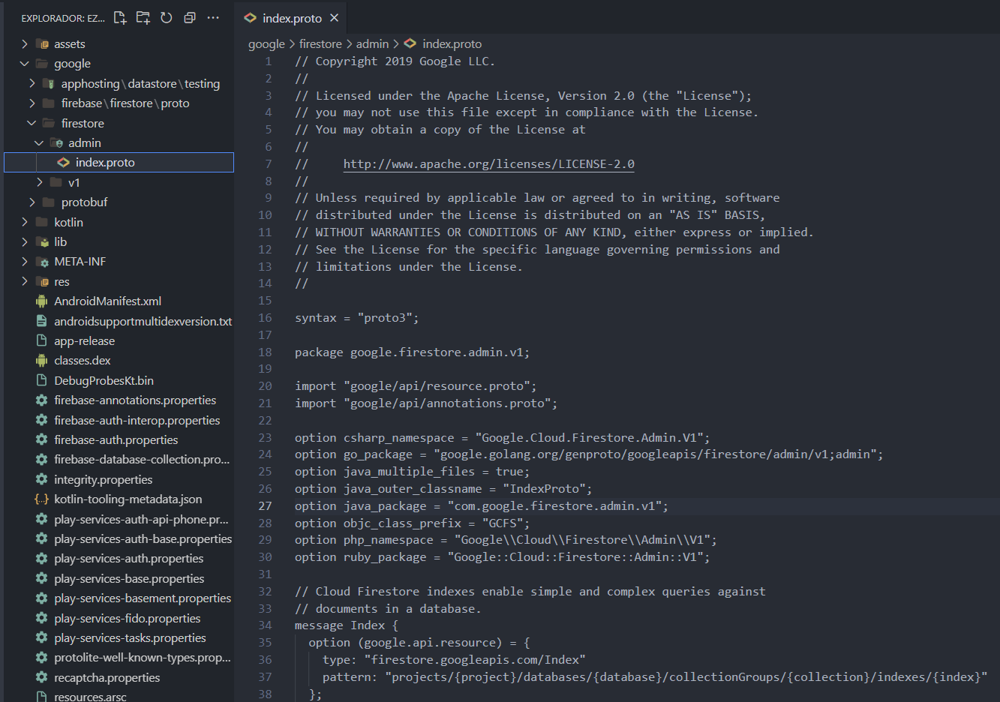 EXPLORADOR: EZ...
assets
google
apphosting\datastore\testing
firebase\firestore\proto
firestore
admin
index.proto
v1
protobuf
kotlin
lib
META-INF
res
AndroidManifest.xml
androidsupportmultidexversion.txt
app-release
classes.dex
DebugProbesKt.bin
firebase-annotations.properties
firebase-auth-interop.properties
firebase-auth.properties
firebase-database-collection.pro...
integrity.properties
kotlin-tooling-metadata.json
play-services-auth-api-phone.pr...
play-services-auth-base.properties
play-services-auth.properties
play-services-base.properties
play-services-basement.properties
play-services-fido.properties
play-services-tasks.properties
protolite-well-known-types.prop...
recaptcha.properties
resources.arsc
index.proto
google > firestore > admin > index.proto
1 // Copyright 2019 Google LLC.
2 //
3 // Licensed under the Apache License, Version 2.0 (the "License");
4 // you may not use this file except in compliance with the License.
5 // You may obtain a copy of the License at
6 //
7 //     http://www.apache.org/licenses/LICENSE-2.0
8 //
9 // Unless required by applicable law or agreed to in writing, software
10 // distributed under the License is distributed on an "AS IS" BASIS,
11 // WITHOUT WARRANTIES OR CONDITIONS OF ANY KIND, either express or implied.
12 // See the License for the specific language governing permissions and
13 // limitations under the License.
14 //
15
16 syntax = "proto3";
17
18 package google.firestore.admin.v1;
19
20 import "google/api/resource.proto";
21 import "google/api/annotations.proto";
22
23 option csharp_namespace = "Google.Cloud.Firestore.Admin.V1";
24 option go_package = "google.golang.org/genproto/googleapis/firestore/admin/v1;admin";
25 option java_multiple_files = true;
26 option java_outer_classname = "IndexProto";
27 option java_package = "com.google.firestore.admin.v1";
28 option objc_class_prefix = "GCFS";
29 option php_namespace = "Google\\Cloud\\Firestore\\Admin\\V1";
30 option ruby_package = "Google::Cloud::Firestore::Admin::V1";
31
32 // Cloud Firestore indexes enable simple and complex queries against
33 // documents in a database.
34 message Index {
35   option (google.api.resource) = {
36     type: "firestore.googleapis.com/Index"
37     pattern: "projects/{project}/databases/{database}/collectionGroups/{collection}/indexes/{index}"
38   };